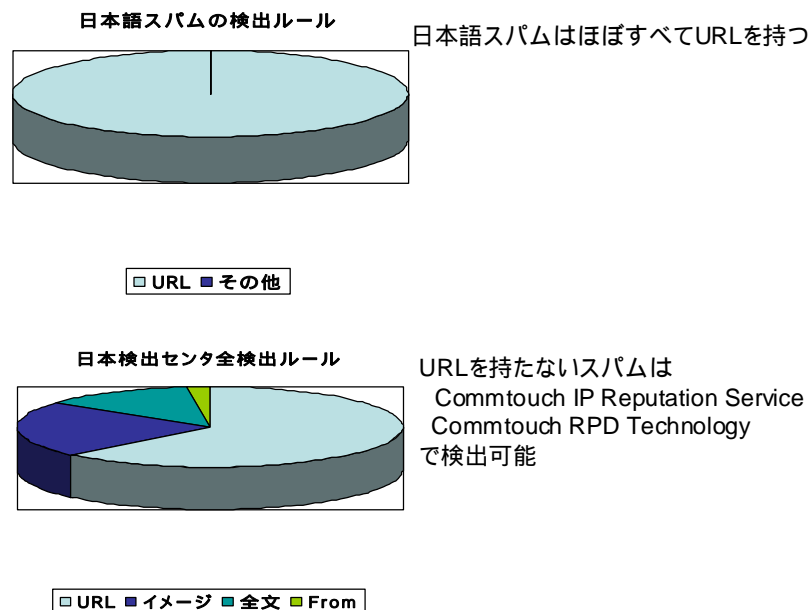 日本語スパムの検出ルール
日本語スパムはほぼすべてURLを持つ
URL その他
日本検出センタ全検出ルール
URLを持たないスパムは
Commtouch IP Reputation Service
Commtouch RPD Technology
で検出可能
URL イメージ 全文 From